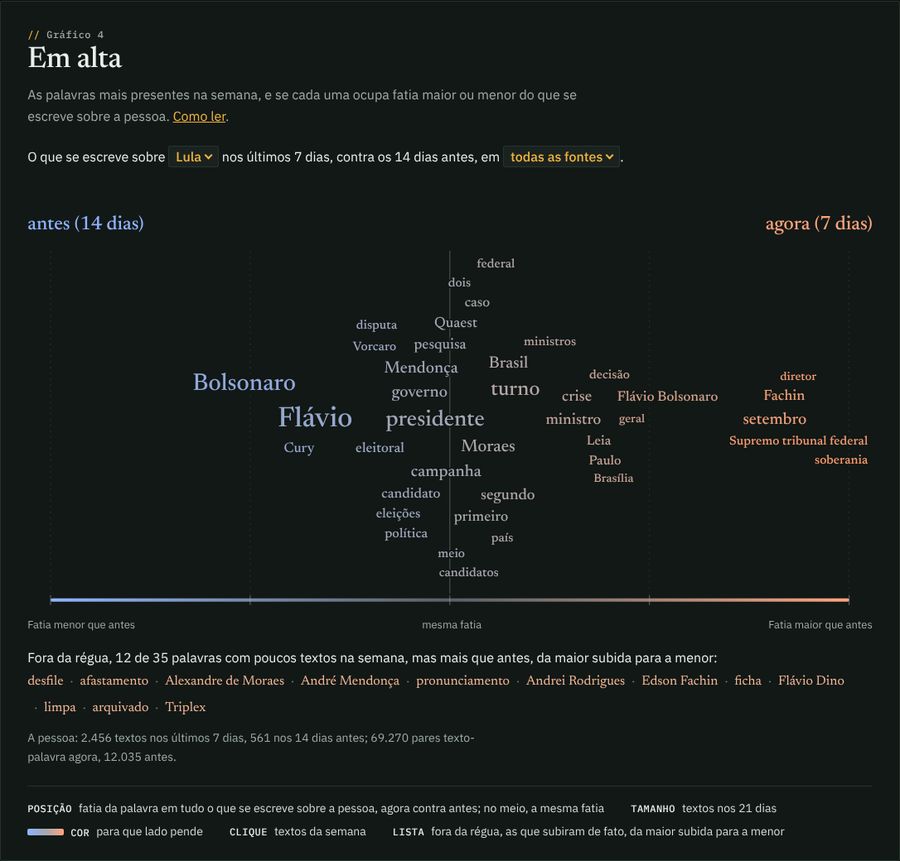 // Gráfico 4
Em alta
As palavras mais presentes na semana, e se cada uma ocupa fatia maior ou menor do que se
escreve sobre a pessoa. Como ler.
O que se escreve sobre Lula nos últimos 7 dias, contra os 14 dias antes, em todas as fontes.
antes (14 dias) agora (7 dias)
federal
dois
caso
disputa Quaest
Vorcaro pesquisa ministros
Mendonça Brasil
Bolsonaro decisão diretor
governo turno crise Flávio Bolsonaro Fachin
Flávio presidente ministro geral setembro
Cury eleitoral Moraes Leia Supremo tribunal federal
Paulo soberania
campanha Brasília
candidato segundo
eleições primeiro
política país
meio
candidatos
Fatia menor que antes mesma fatia Fatia maior que antes
Fora da régua, 12 de 35 palavras com poucos textos na semana, mas mais que antes, da maior subida para a menor:
desfile · afastamento · Alexandre de Moraes · André Mendonça · pronunciamento · Andrei Rodrigues · Edson Fachin · ficha · Flávio Dino
· limpa · arquivado · Triplex
A pessoa: 2.456 textos nos últimos 7 dias, 561 nos 14 dias antes; 69.270 pares texto-
palavra agora, 12.035 antes.
POSIÇÃO fatia da palavra em tudo o que se escreve sobre a pessoa, agora contra antes; no meio, a mesma fatia TAMANHO textos nos 21 dias
COR para que lado pende CLIQUE textos da semana LISTA fora da régua, as que subiram de fato, da maior subida para a menor